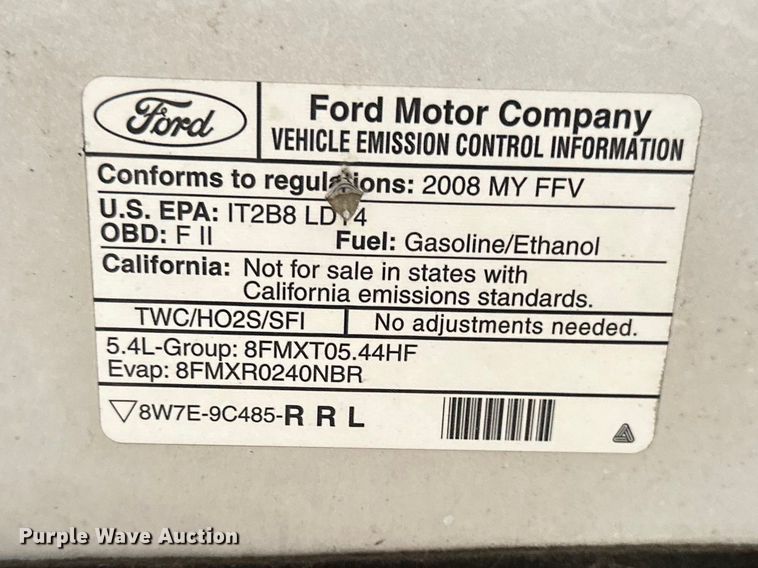 Ford
Ford Motor Company
VEHICLE EMISSION CONTROL INFORMATION
Conforms to regulations: 2008 MY FFV
U.S. EPA: IT2B8 LDT4
OBD: F II Fuel: Gasoline/Ethanol
California: Not for sale in states with
California emissions standards.
TWC/HO2S/SFI No adjustments needed.
5.4L-Group: 8FMXT05.44HF
Evap: 8FMXR0240NBR
8W7E-9C485-R R L
Purple Wave Auction